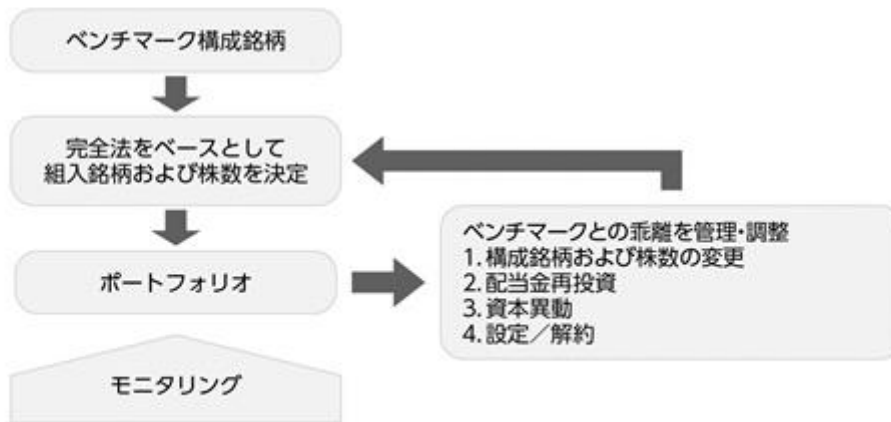 ベンチマーク構成銘柄
完全法をベースとして
組入銘柄および株数を決定
ポートフォリオ
ベンチマークとの乖離を管理・調整
1. 構成銘柄および株数の変更
2. 配当金再投資
3. 資本異動
4. 設定／解約
モニタリング